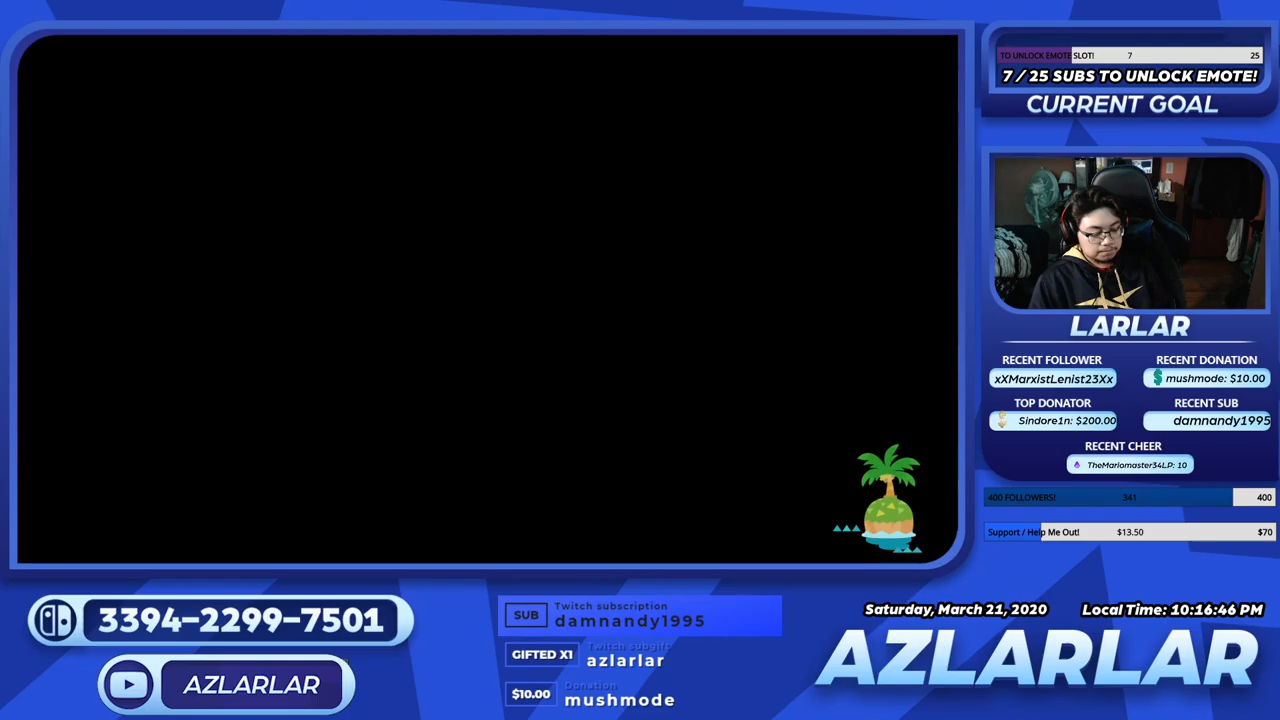 TO UNLOCK EMOTE SLOT! 7 25
7 / 25 SUBS TO UNLOCK EMOTE!
CURRENT GOAL
LARLAR
RECENT FOLLOWER
xXMarxistLenist23Xx
RECENT DONATION
mushmode: $10.00
TOP DONATOR
Sindore1n: $200.00
RECENT SUB
damnandy1995
RECENT CHEER
TheMariomaster34LP: 10
400 FOLLOWERS! 341 400
Support / Help Me Out! $13.50 $70
3394-2299-7501
AZLARLAR
SUB Twitch subscription
damnandy1995
GIFTED X1 Twitch subgift
azlarlar
$10.00 Donation
mushmode
Saturday, March 21, 2020 Local Time: 10:16:46 PM
AZLARLAR